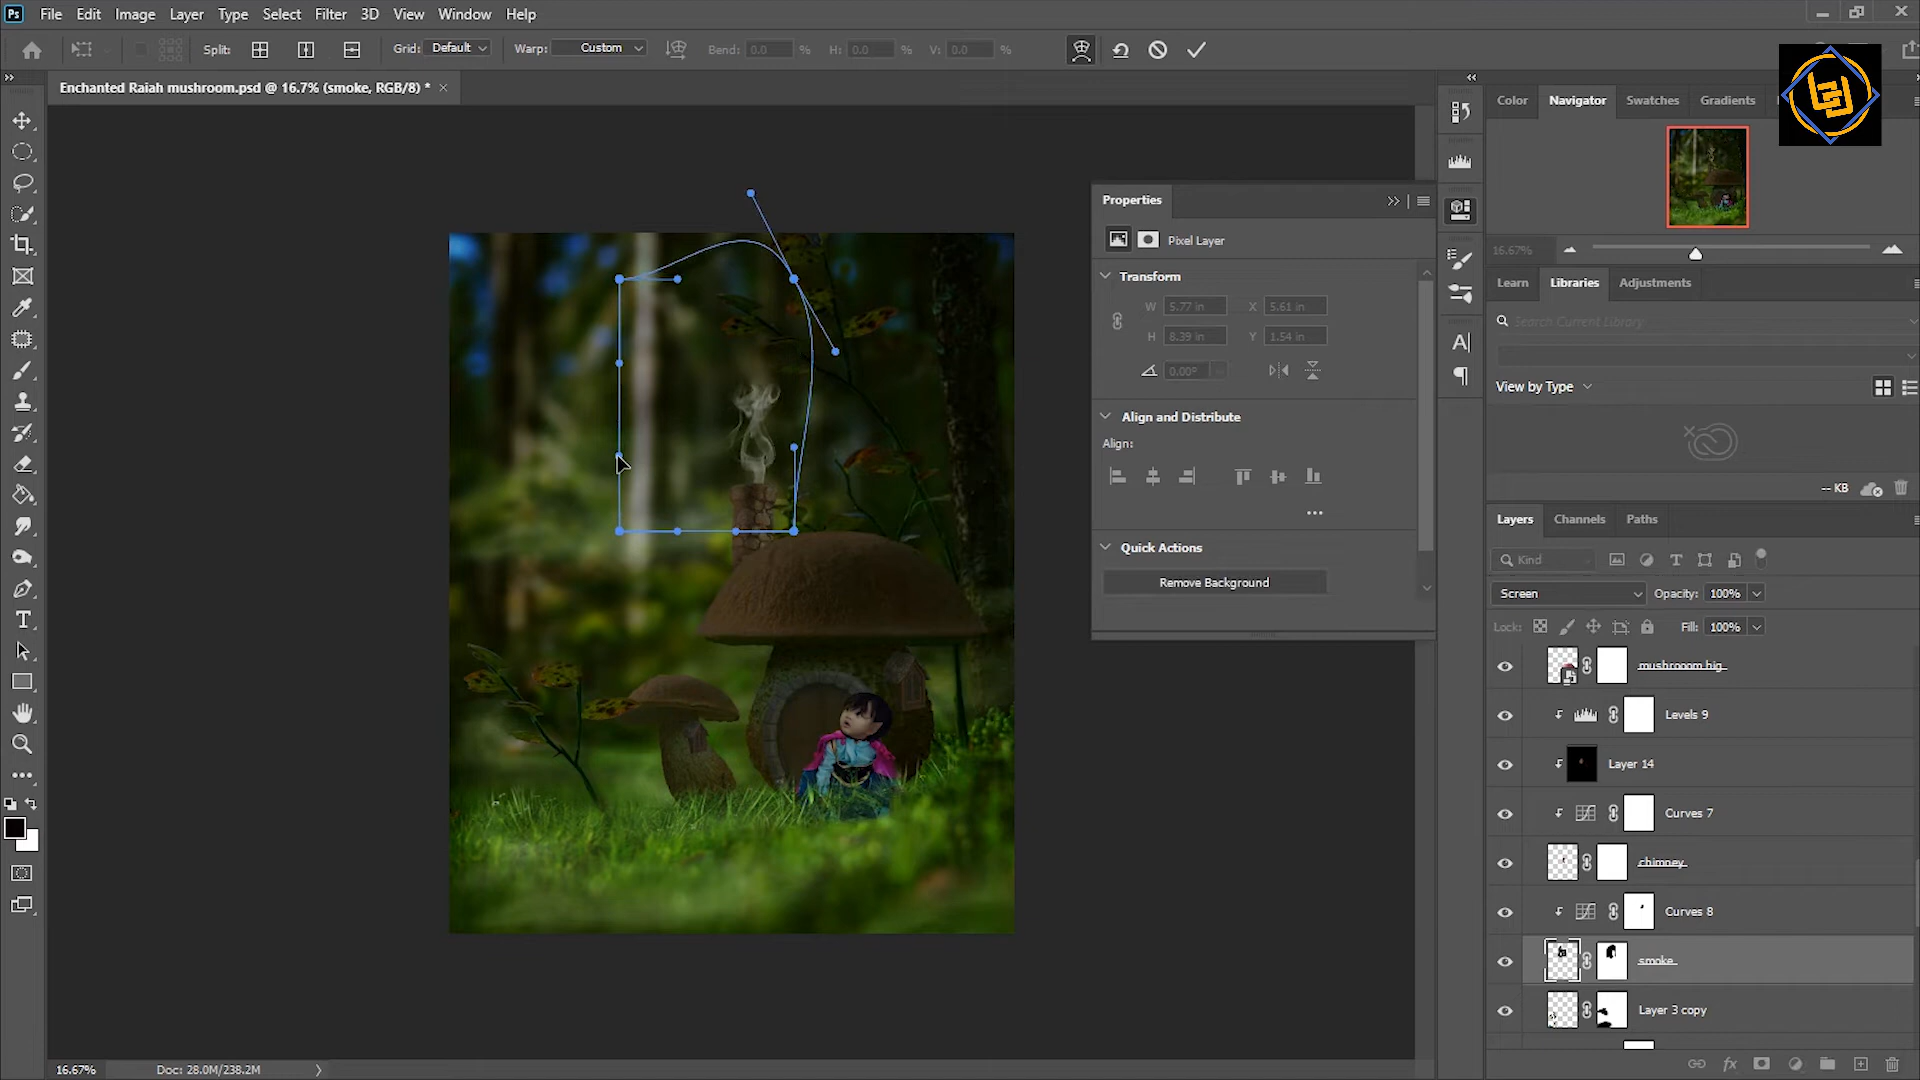 Ps File Edit Image Layer Type Select Filter 3D View Window Help
Split: Grid: Default Warp: Custom Bend: 0.0 % H: 0.0 % V: 0.0 %
Enchanted Raiah mushroom.psd @ 16.7% (smoke, RGB/8) * ×
Color Navigator Swatches Gradients
Properties
Pixel Layer
Transform
W 5.77 in X 5.61 in
H 8.39 in Y 1.54 in
0.00°
Align and Distribute
Align:
Quick Actions
Remove Background
16.67%
Learn Libraries Adjustments
Search Current Library
View by Type
-- KB
Layers Channels Paths
Kind
Screen Opacity: 100%
Lock: Fill: 100%
mushrooom big
Levels 9
Layer 14
Curves 7
chimney
Curves 8
smoke
Layer 3 copy
16.67% Doc: 28.0M/238.2M